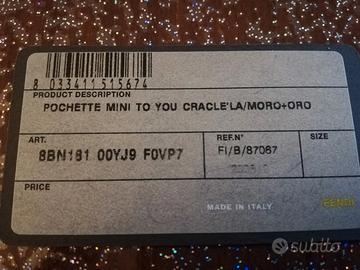 8 033411 515674
PRODUCT DESCRIPTION
POCHETTE MINI TO YOU CRACLE'LA/MORO+ORO
ART. REF.N° SIZE
8BN181 00YJ9 F0VP7 FI/B/87067
PRICE
MADE IN ITALY FENDI
subito